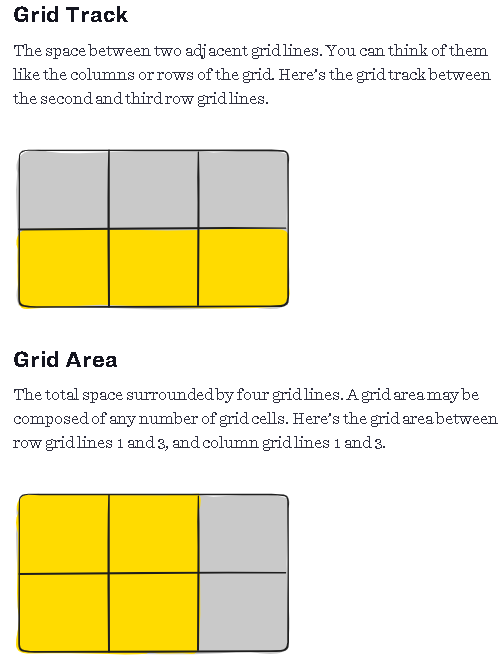 Grid Track
The space between two adjacent grid lines. You can think of them
like the columns or rows of the grid. Here's the grid track between
the second and third row grid lines.
Grid Area
The total space surrounded by four grid lines. A grid area may be
composed of any number of grid cells. Here's the grid area between
row grid lines 1 and 3, and column grid lines 1 and 3.